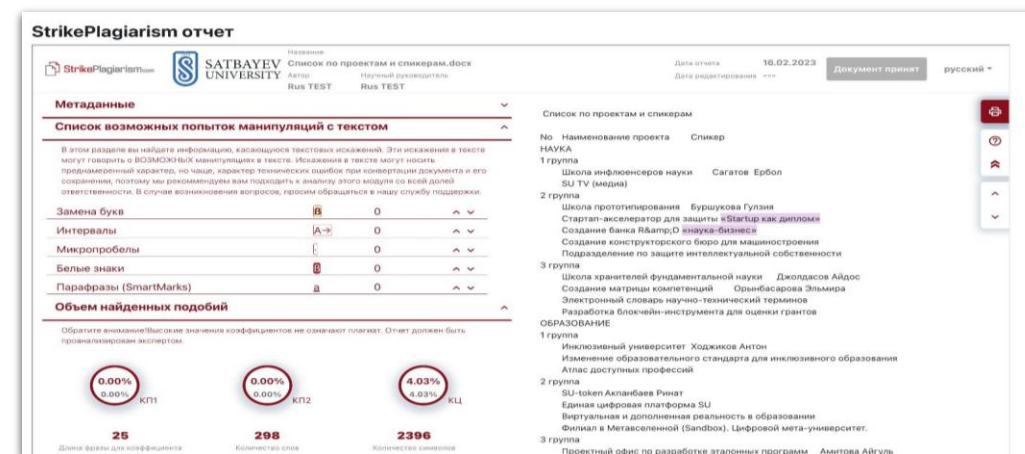 StrikePlagiarism отчет
StrikePlagiarism.com
SATBAYEV
UNIVERSITY
Название
Список по проектам и спикерам.docx
Автор
Научный руководитель
Rus TEST
Rus TEST
Дата отчета 16.02.2023
Дата редактирования ---
Документ принят
русский
Метаданные
Список возможных попыток манипуляций с текстом
В этом разделе вы найдете информацию, касающуюся текстовых искажений. Эти искажения в тексте
могут говорить о ВОЗМОЖНЫХ манипуляциях в тексте. Искажения в тексте могут носить
преднамеренный характер, но чаще, характер технических ошибок при конвертации документа и его
сохранении, поэтому мы рекомендуем вам подходить к анализу этого модуля со всей долей
ответственности. В случае возникновения вопросов, просим обращаться в нашу службу поддержки.
Замена букв ß 0
Интервалы A→ 0
Микропробелы 0
Белые знаки ß 0
Парафразы (SmartMarks) a 0
Объем найденных подобий
Обратите внимание!Высокие значения коэффициентов не означают плагиат. Отчет должен быть
проанализирован экспертом.
0.00%
0.00%
КП1
0.00%
0.00%
КП2
4.03%
4.03%
КЦ
25
Длина фразы для коэффициента
298
Количество слов
2396
Количество символов
Список по проектам и спикерам
No Наименование проекта Спикер
НАУКА
1 группа
Школа инфлюенсеров науки Сагатов Ербол
SU TV (медиа)
2 группа
Школа прототипирования Буршукова Гулзия
Стартап-акселератор для защиты «Startup как диплом»
Создание банка R&amp;D «наука-бизнес»
Создание конструкторского бюро для машиностроения
Подразделение по защите интеллектуальной собственности
3 группа
Школа хранителей фундаментальной науки Джолдасов Айдос
Создание матрицы компетенций Орынбасарова Эльмира
Электронный словарь научно-технический терминов
Разработка блокчейн-инструмента для оценки грантов
ОБРАЗОВАНИЕ
1 группа
Инклюзивный университет Ходжиков Антон
Изменение образовательного стандарта для инклюзивного образования
Атлас доступных профессий
2 группа
SU-token Акпанбаев Ринат
Единая цифровая платформа SU
Виртуальная и дополненная реальность в образовании
Филиал в Метавселенной (Sandbox). Цифровой мета-университет.
3 группа
Проектный офис по разработке эталонных программ Амитова Айгуль